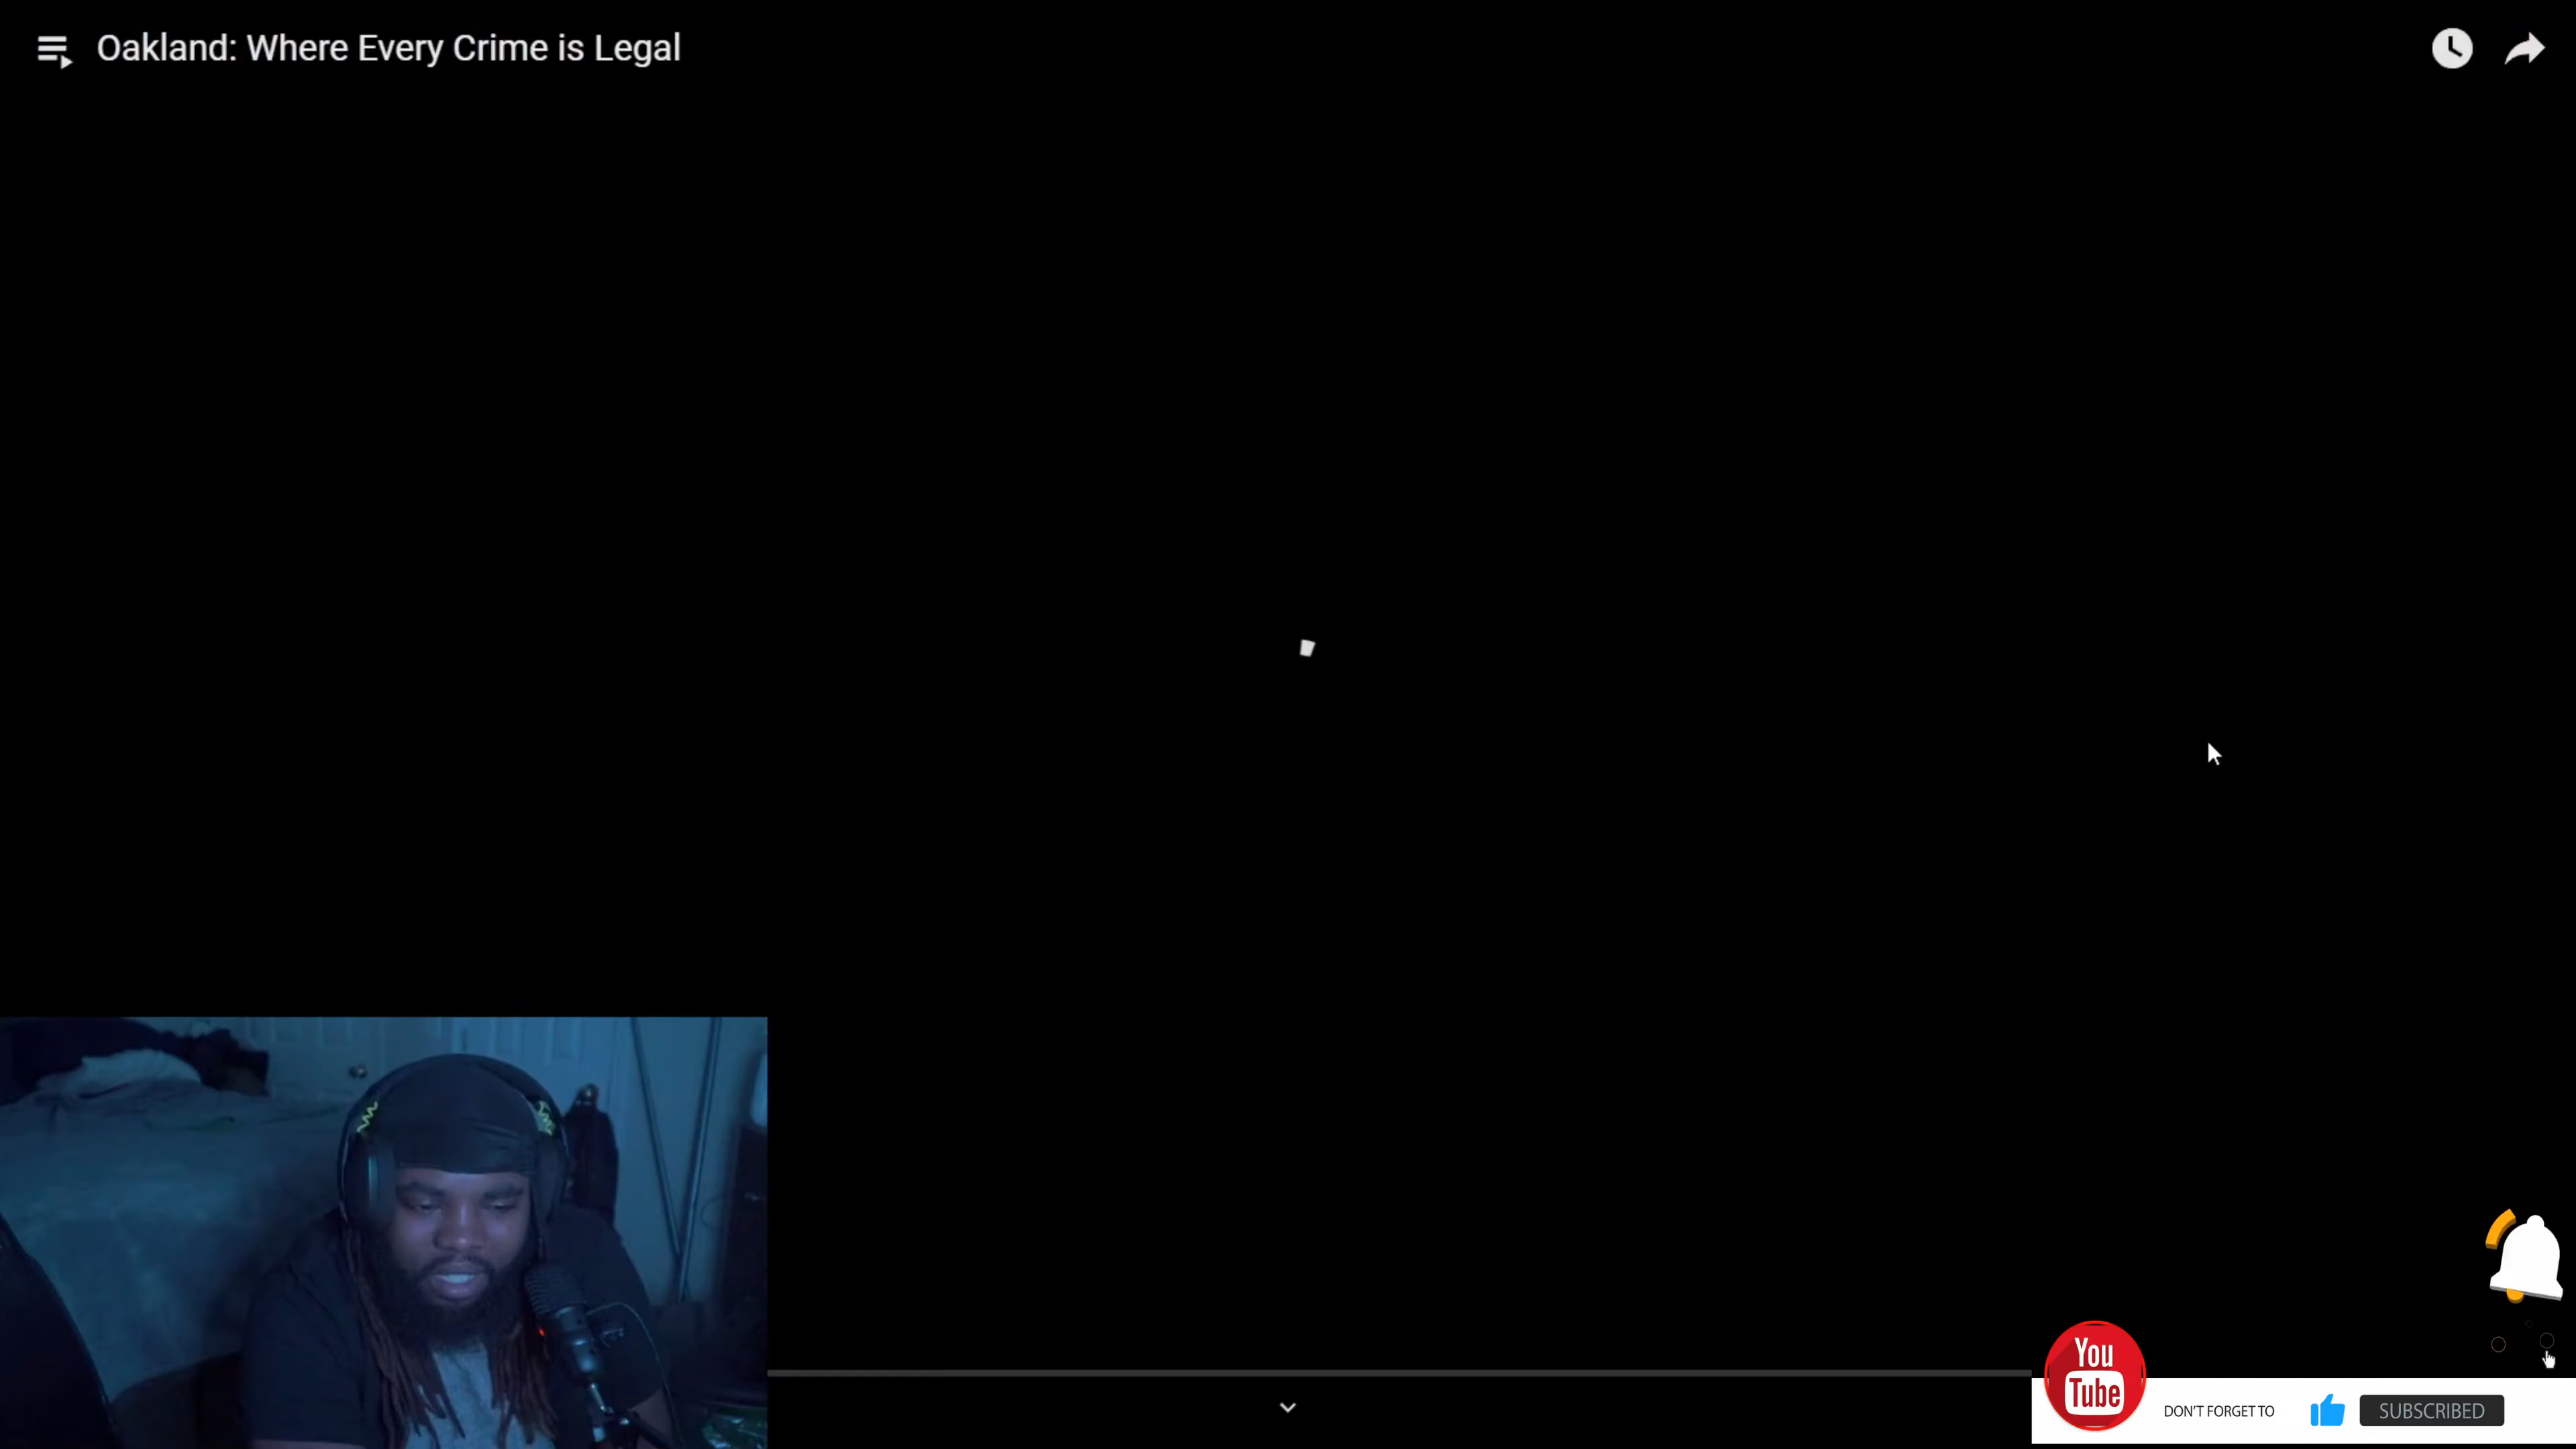 Oakland: Where Every Crime is Legal
You
Tube
DON'T FORGET TO
SUBSCRIBED